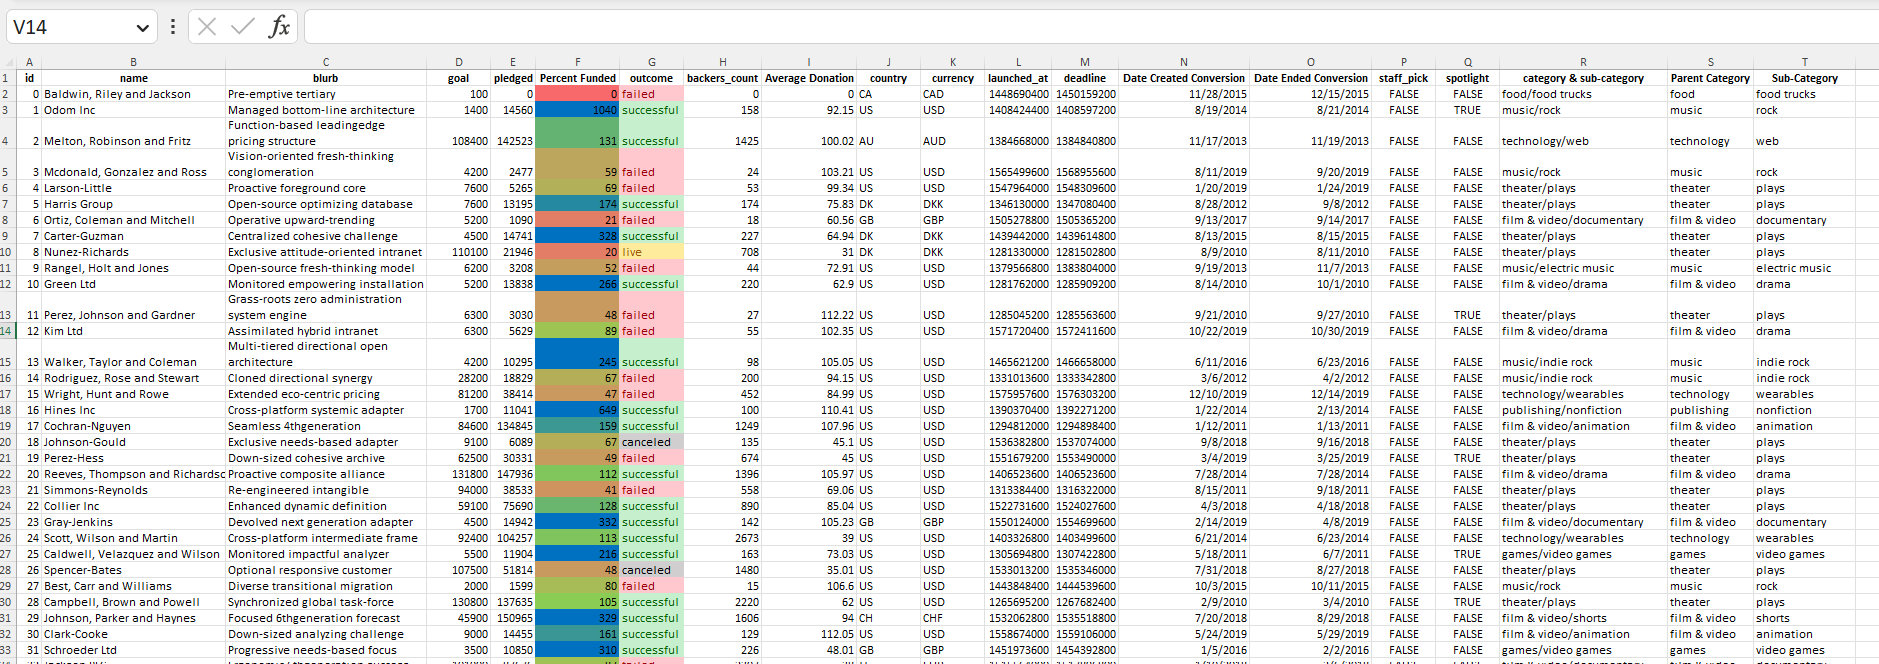 V14 fx
A B C D E F G H I J K L M N O P Q R S T
1 id name blurb goal pledged Percent Funded outcome backers_count Average Donation country currency launched_at deadline Date Created Conversion Date Ended Conversion staff_pick spotlight category & sub-category Parent Category Sub-Category
2 0 Baldwin, Riley and Jackson Pre-emptive tertiary 100 0 0 failed 0 0 CA CAD 1448690400 1450159200 11/28/2015 12/15/2015 FALSE FALSE food/food trucks food food trucks
3 1 Odom Inc Managed bottom-line architecture 1400 14560 1040 successful 158 92.15 US USD 1408424400 1408597200 8/19/2014 8/21/2014 FALSE TRUE music/rock music rock
Function-based leadingedge
4 2 Melton, Robinson and Fritz pricing structure 108400 142523 131 successful 1425 100.02 AU AUD 1384668000 1384840800 11/17/2013 11/19/2013 FALSE FALSE technology/web technology web
Vision-oriented fresh-thinking
5 3 Mcdonald, Gonzalez and Ross conglomeration 4200 2477 59 failed 24 103.21 US USD 1565499600 1568955600 8/11/2019 9/20/2019 FALSE FALSE music/rock music rock
6 4 Larson-Little Proactive foreground core 7600 5265 69 failed 53 99.34 US USD 1547964000 1548309600 1/20/2019 1/24/2019 FALSE FALSE theater/plays theater plays
7 5 Harris Group Open-source optimizing database 7600 13195 174 successful 174 75.83 DK DKK 1346130000 1347080400 8/28/2012 9/8/2012 FALSE FALSE theater/plays theater plays
8 6 Ortiz, Coleman and Mitchell Operative upward-trending 5200 1090 21 failed 18 60.56 GB GBP 1505278800 1505365200 9/13/2017 9/14/2017 FALSE FALSE film & video/documentary film & video documentary
9 7 Carter-Guzman Centralized cohesive challenge 4500 14741 328 successful 227 64.94 DK DKK 1439442000 1439614800 8/13/2015 8/15/2015 FALSE FALSE theater/plays theater plays
10 8 Nunez-Richards Exclusive attitude-oriented intranet 110100 21946 20 live 708 31 DK DKK 1281330000 1281502800 8/9/2010 8/11/2010 FALSE FALSE theater/plays theater plays
11 9 Rangel, Holt and Jones Open-source fresh-thinking model 6200 3208 52 failed 44 72.91 US USD 1379566800 1383804000 9/19/2013 11/7/2013 FALSE FALSE music/electric music music electric music
12 10 Green Ltd Monitored empowering installation 5200 13838 266 successful 220 62.9 US USD 1281762000 1285909200 8/14/2010 10/1/2010 FALSE FALSE film & video/drama film & video drama
Grass-roots zero administration
13 11 Perez, Johnson and Gardner system engine 6300 3030 48 failed 27 112.22 US USD 1285045200 1285563600 9/21/2010 9/27/2010 FALSE TRUE theater/plays theater plays
14 12 Kim Ltd Assimilated hybrid intranet 6300 5629 89 failed 55 102.35 US USD 1571720400 1572411600 10/22/2019 10/30/2019 FALSE FALSE film & video/drama film & video drama
Multi-tiered directional open
15 13 Walker, Taylor and Coleman architecture 4200 10295 245 successful 98 105.05 US USD 1465621200 1466658000 6/11/2016 6/23/2016 FALSE FALSE music/indie rock music indie rock
16 14 Rodriguez, Rose and Stewart Cloned directional synergy 28200 18829 67 failed 200 94.15 US USD 1331013600 1333342800 3/6/2012 4/2/2012 FALSE FALSE music/indie rock music indie rock
17 15 Wright, Hunt and Rowe Extended eco-centric pricing 81200 38414 47 failed 452 84.99 US USD 1575957600 1576303200 12/10/2019 12/14/2019 FALSE FALSE technology/wearables technology wearables
18 16 Hines Inc Cross-platform systemic adapter 1700 11041 649 successful 100 110.41 US USD 1390370400 1392271200 1/22/2014 2/13/2014 FALSE FALSE publishing/nonfiction publishing nonfiction
19 17 Cochran-Nguyen Seamless 4thgeneration 84600 134845 159 successful 1249 107.96 US USD 1294812000 1294898400 1/12/2011 1/13/2011 FALSE FALSE film & video/animation film & video animation
20 18 Johnson-Gould Exclusive needs-based adapter 9100 6089 67 canceled 135 45.1 US USD 1536382800 1537074000 9/8/2018 9/16/2018 FALSE FALSE theater/plays theater plays
21 19 Perez-Hess Down-sized cohesive archive 62500 30331 49 failed 674 45 US USD 1551679200 1553490000 3/4/2019 3/25/2019 FALSE TRUE theater/plays theater plays
22 20 Reeves, Thompson and Richardsc Proactive composite alliance 131800 147936 112 successful 1396 105.97 US USD 1406523600 1406523600 7/28/2014 7/28/2014 FALSE FALSE film & video/drama film & video drama
23 21 Simmons-Reynolds Re-engineered intangible 94000 38533 41 failed 558 69.06 US USD 1313384400 1316322000 8/15/2011 9/18/2011 FALSE FALSE theater/plays theater plays
24 22 Collier Inc Enhanced dynamic definition 59100 75690 128 successful 890 85.04 US USD 1522731600 1524027600 4/3/2018 4/18/2018 FALSE FALSE theater/plays theater plays
25 23 Gray-Jenkins Devolved next generation adapter 4500 14942 332 successful 142 105.23 GB GBP 1550124000 1554699600 2/14/2019 4/8/2019 FALSE FALSE film & video/documentary film & video documentary
26 24 Scott, Wilson and Martin Cross-platform intermediate frame 92400 104257 113 successful 2673 39 US USD 1403326800 1403499600 6/21/2014 6/23/2014 FALSE FALSE technology/wearables technology wearables
27 25 Caldwell, Velazquez and Wilson Monitored impactful analyzer 5500 11904 216 successful 163 73.03 US USD 1305694800 1307422800 5/18/2011 6/7/2011 FALSE TRUE games/video games games video games
28 26 Spencer-Bates Optional responsive customer 107500 51814 48 canceled 1480 35.01 US USD 1533013200 1535346000 7/31/2018 8/27/2018 FALSE FALSE theater/plays theater plays
29 27 Best, Carr and Williams Diverse transitional migration 2000 1599 80 failed 15 106.6 US USD 1443848400 1444539600 10/3/2015 10/11/2015 FALSE FALSE music/rock music rock
30 28 Campbell, Brown and Powell Synchronized global task-force 130800 137635 105 successful 2220 62 US USD 1265695200 1267682400 2/9/2010 3/4/2010 FALSE TRUE theater/plays theater plays
31 29 Johnson, Parker and Haynes Focused 6thgeneration forecast 45900 150965 329 successful 1606 94 CH CHF 1532062800 1535518800 7/20/2018 8/29/2018 FALSE FALSE film & video/shorts film & video shorts
32 30 Clark-Cooke Down-sized analyzing challenge 9000 14455 161 successful 129 112.05 US USD 1558674000 1559106000 5/24/2019 5/29/2019 FALSE FALSE film & video/animation film & video animation
33 31 Schroeder Ltd Progressive needs-based focus 3500 10850 310 successful 226 48.01 GB GBP 1451973600 1454392800 1/5/2016 2/2/2016 FALSE FALSE games/video games film & video video games